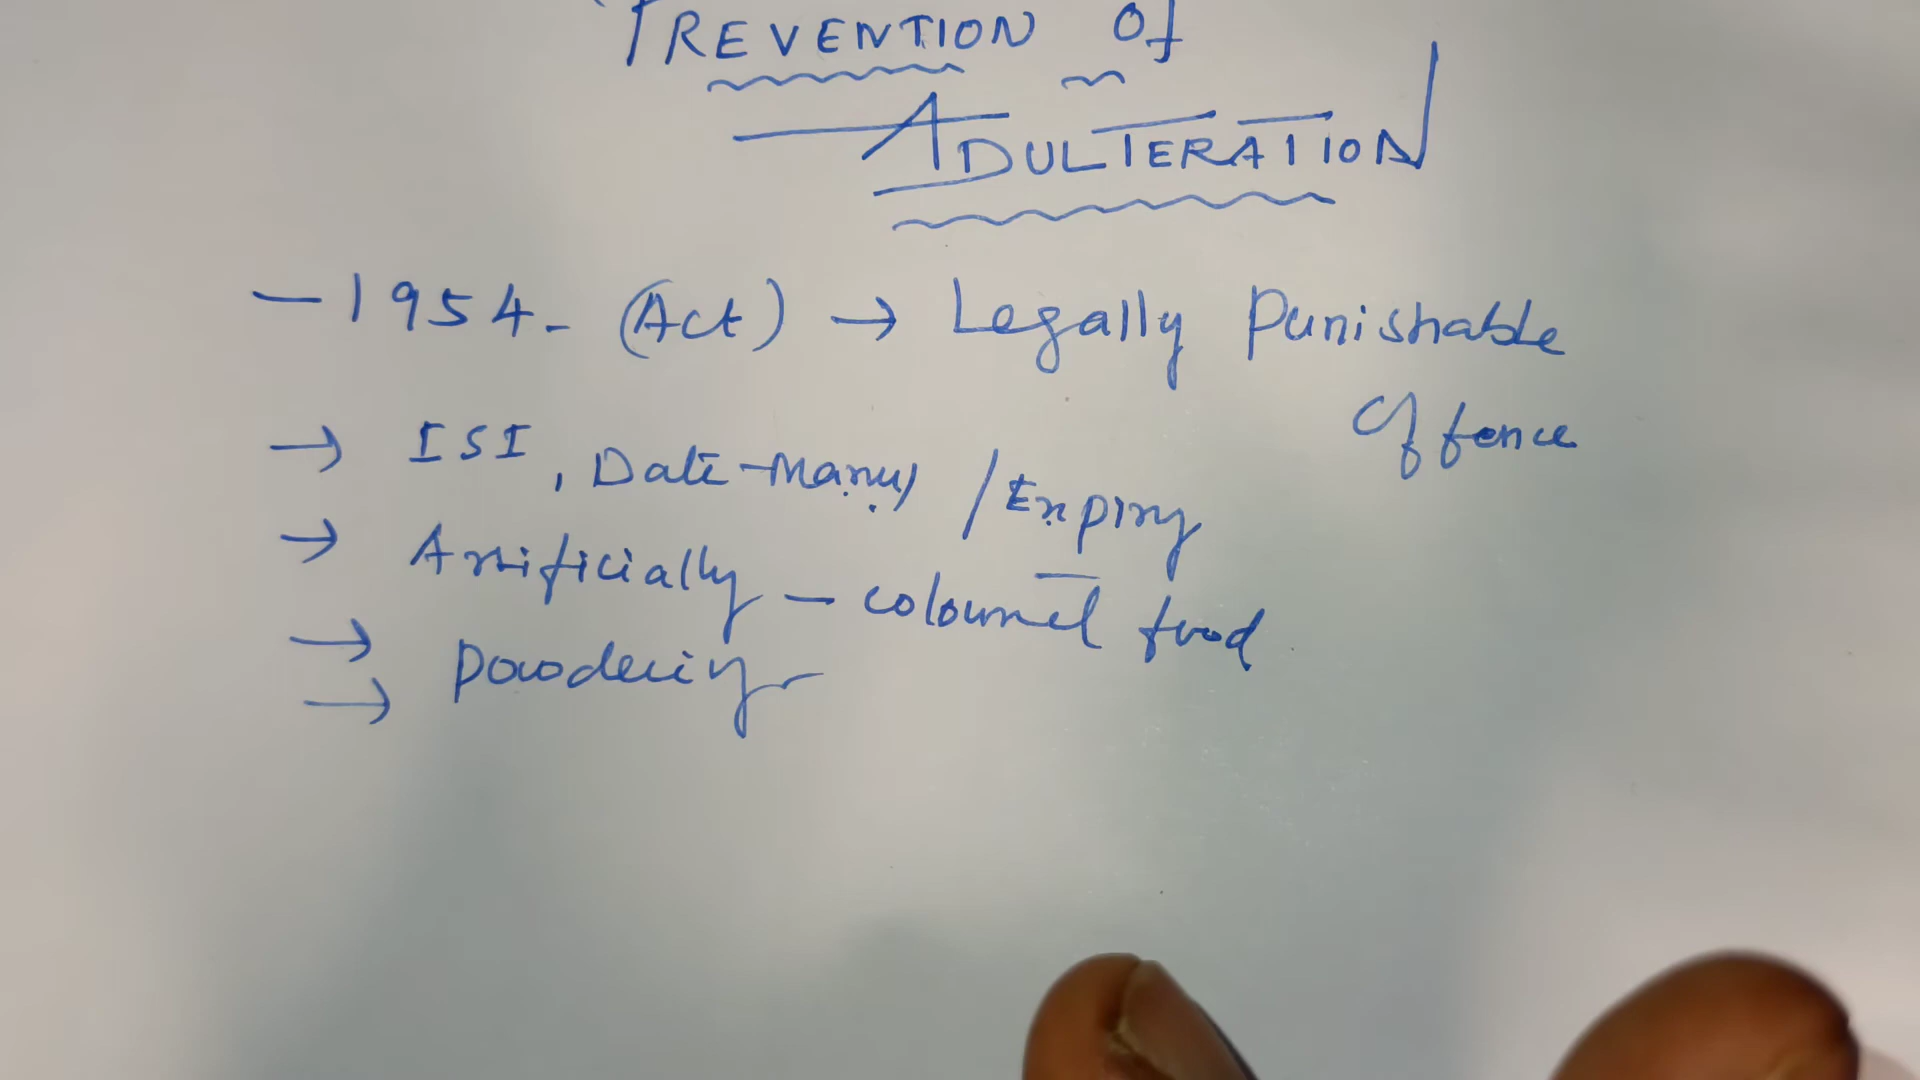 PREVENTION Of
ADULTERATION
- 1954 - (Act) → Legally Punishable
Offence
→ ISI, Date - Manuf / Expiry
→ Artificially - coloured food
→ Powdering
→